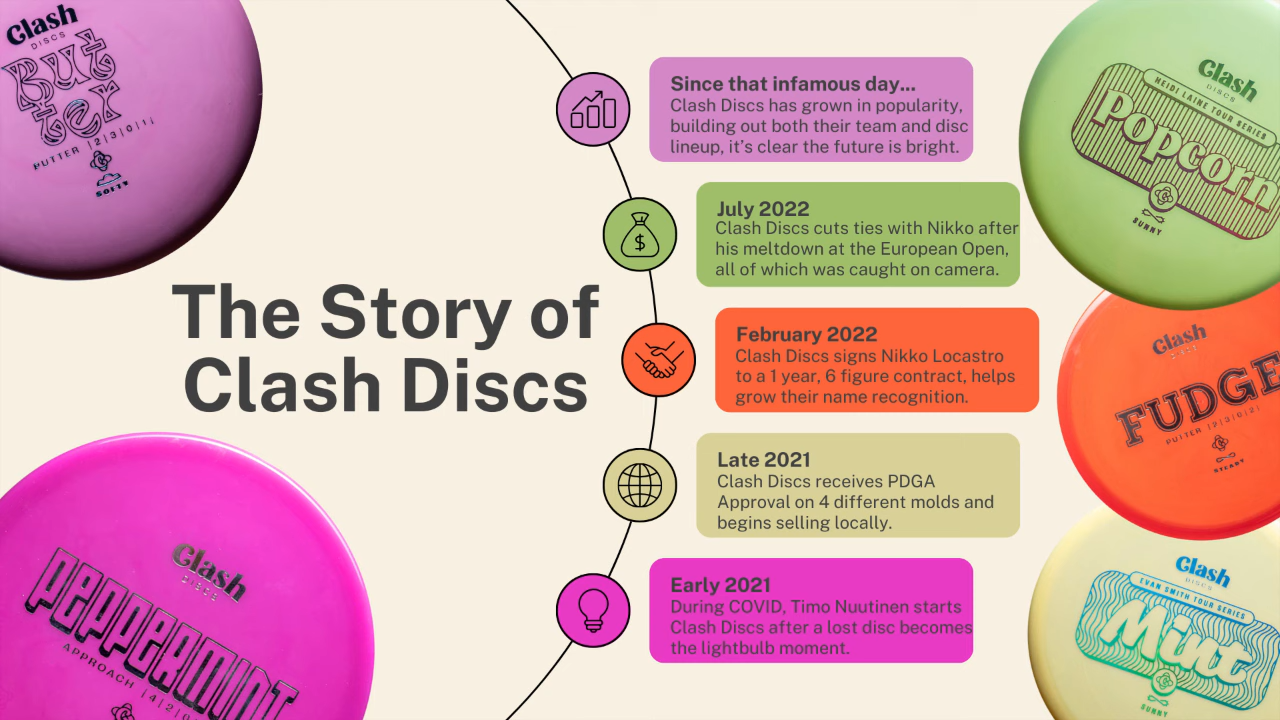 Clash
DISCS
Butter
PUTTER |2|3|0|1|
SOFTY
The Story of
Clash Discs
Clash
DISCS
PEPPERMINT
APPROACH |4|2|0
Since that infamous day...
Clash Discs has grown in popularity,
building out both their team and disc
lineup, it's clear the future is bright.
July 2022
Clash Discs cuts ties with Nikko after
his meltdown at the European Open,
all of which was caught on camera.
February 2022
Clash Discs signs Nikko Locastro
to a 1 year, 6 figure contract, helps
grow their name recognition.
Late 2021
Clash Discs receives PDGA
Approval on 4 different molds and
begins selling locally.
Early 2021
During COVID, Timo Nuutinen starts
Clash Discs after a lost disc becomes
the lightbulb moment.
Clash
DISCS
HEIDI LAINE TOUR SERIES
Popcorn
SUNNY
Clash
DISCS
FUDGE
PUTTER |2|3|0|2|
STEADY
Clash
DISCS
EVAN SMITH TOUR SERIES
Mint
SUNNY